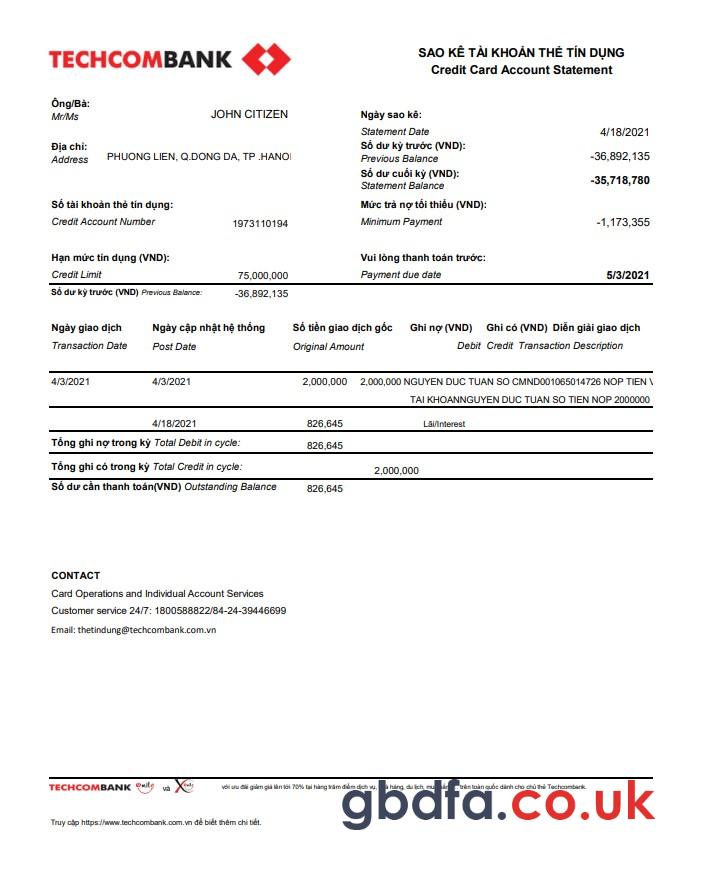 TECHCOMBANK
SAO KÊ TÀI KHOẢN THẺ TÍN DỤNG
Credit Card Account Statement
Ông/Bà:
Mr/Ms JOHN CITIZEN
Ngày sao kê:
Statement Date 4/18/2021
Địa chỉ:
Address PHUONG LIEN, Q.DONG DA, TP .HANOI
Số dư kỳ trước (VND):
Previous Balance -36,892,135
Số dư cuối kỳ (VND):
Statement Balance -35,718,780
Số tài khoản thẻ tín dụng:
Credit Account Number 1973110194
Mức trả nợ tối thiểu (VND):
Minimum Payment -1,173,355
Hạn mức tín dụng (VND):
Credit Limit 75,000,000
Vui lòng thanh toán trước:
Payment due date 5/3/2021
Số dư kỳ trước (VND) Previous Balance: -36,892,135
Ngày giao dịch Ngày cập nhật hệ thống Số tiền giao dịch gốc Ghi nợ (VND) Ghi có (VND) Diễn giải giao dịch
Transaction Date Post Date Original Amount Debit Credit Transaction Description
4/3/2021 4/3/2021 2,000,000 2,000,000 NGUYEN DUC TUAN SO CMND001065014726 NOP TIEN V
TAI KHOANNGUYEN DUC TUAN SO TIEN NOP 2000000
4/18/2021 826,645 Lãi/Interest
Tổng ghi nợ trong kỳ Total Debit in cycle: 826,645
Tổng ghi có trong kỳ Total Credit in cycle: 2,000,000
Số dư cần thanh toán(VND) Outstanding Balance 826,645
CONTACT
Card Operations and Individual Account Services
Customer service 24/7: 1800588822/84-24-39446699
Email: thetindung@techcombank.com.vn
TECHCOMBANK và với ưu đãi giảm giá lên tới 70% tại hàng trăm điểm dịch vụ, hàng, du lịch, trên toàn quốc dành cho chủ thẻ Techcombank.
gbdfa.co.uk
Truy cập https://www.techcombank.com.vn để biết thêm chi tiết.